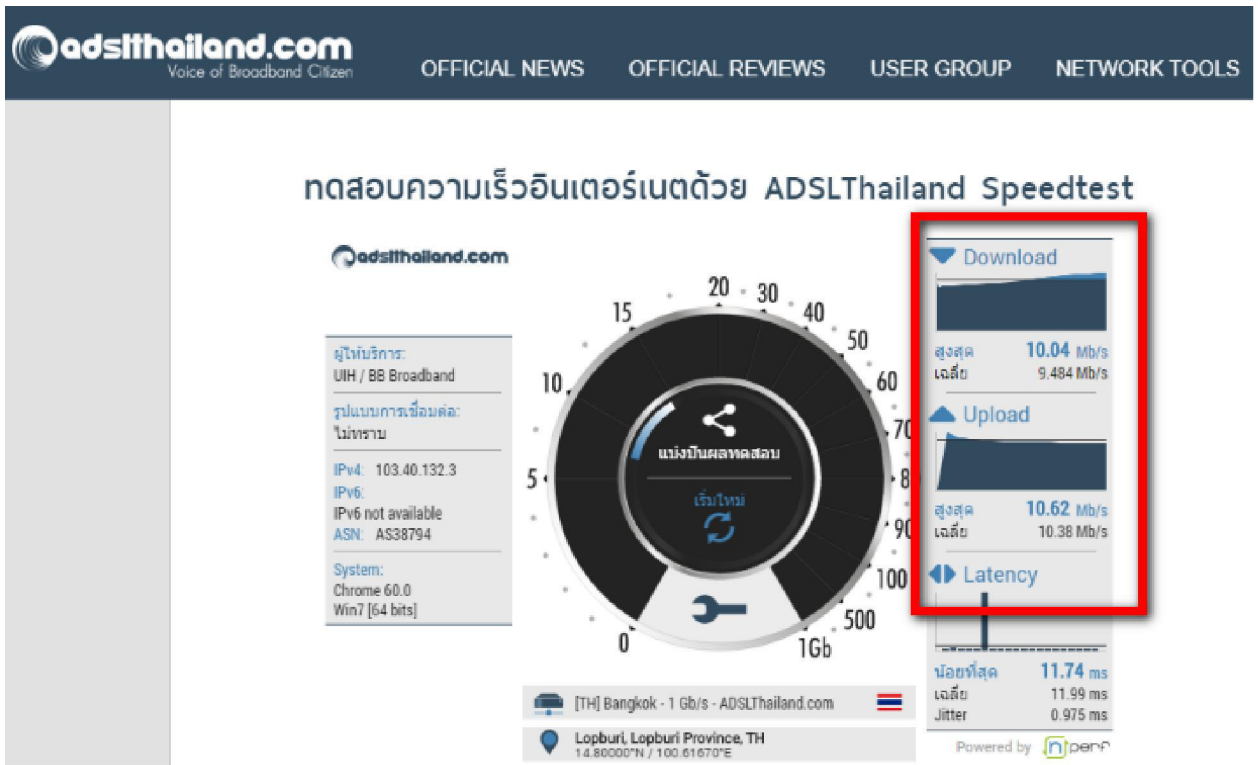 adslthailand.com
Voice of Broadband Citizen
OFFICIAL NEWS OFFICIAL REVIEWS USER GROUP NETWORK TOOLS
ทดสอบความเร็วอินเตอร์เนตด้วย ADSLThailand Speedtest
adslthailand.com
ผู้ให้บริการ:
UIH / BB Broadband
รูปแบบการเชื่อมต่อ:
ไม่ทราบ
IPv4: 103.40.132.3
IPv6:
IPv6 not available
ASN: AS38794
System:
Chrome 60.0
Win7 [64 bits]
0
5
10
15
20
30
40
50
60
70
8
90
100
500
1Gb
แบ่งปันผลทดสอบ
เริ่มใหม่
Download
สูงสุด 10.04 Mb/s
เฉลี่ย 9.484 Mb/s
Upload
สูงสุด 10.62 Mb/s
เฉลี่ย 10.38 Mb/s
Latency
น้อยที่สุด 11.74 ms
เฉลี่ย 11.99 ms
Jitter 0.975 ms
[TH] Bangkok - 1 Gb/s - ADSLThailand.com
Lopburi, Lopburi Province, TH
14.80000°N / 100.61670°E
Powered by nperf